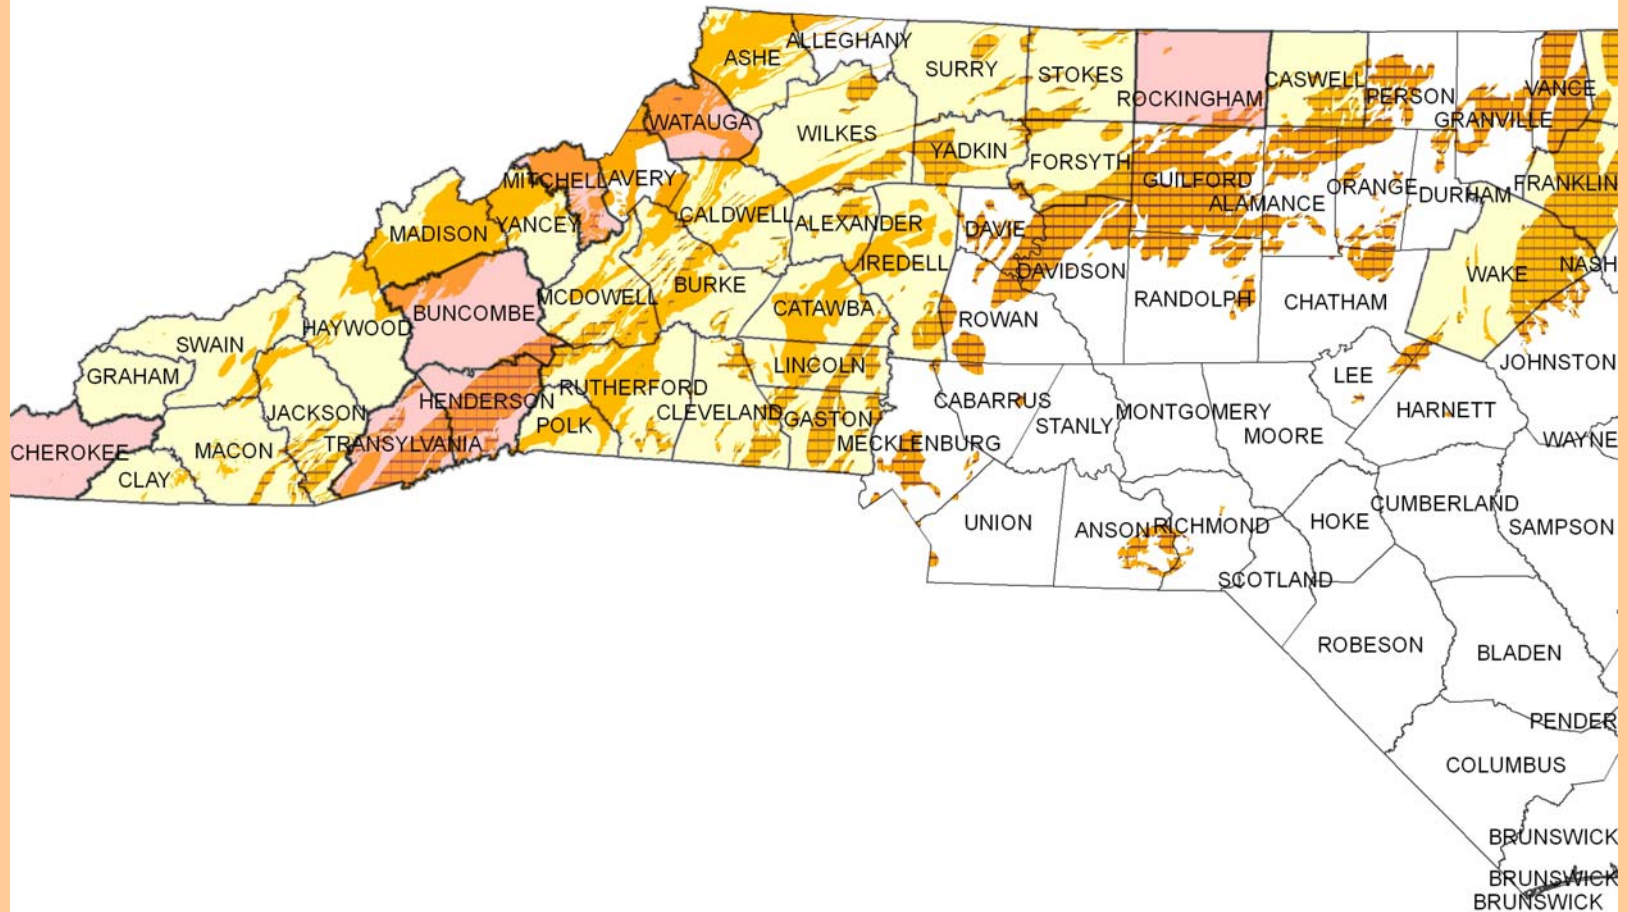 ALLEGHANY
ASHE
SURRY
STOKES
CASWELL
VANCE
ROCKINGHAM
PERSON
GRANVILLE
WATAUGA
WILKES
YADKIN
FORSYTH
MITCHELL
AVERY
GUILFORD
ORANGE
DURHAM
FRANKLIN
ALAMANCE
CALDWELL
ALEXANDER
YANCEY
MADISON
DAVIE
IREDELL
DAVIDSON
WAKE
NASH
BURKE
MCDOWELL
RANDOLPH
CHATHAM
CATAWBA
BUNCOMBE
HAYWOOD
ROWAN
SWAIN
LINCOLN
JOHNSTON
GRAHAM
LEE
RUTHERFORD
HENDERSON
CABARRUS
JACKSON
CLEVELAND
GASTON
POLK
STANLY
MONTGOMERY
HARNETT
MOORE
WAYNE
MECKLENBURG
TRANSYLVANIA
CHEROKEE
MACON
CLAY
CUMBERLAND
UNION
ANSON
RICHMOND
HOKE
SAMPSON
SCOTLAND
ROBESON
BLADEN
PENDER
COLUMBUS
BRUNSWICK
BRUNSWICK
BRUNSWICK